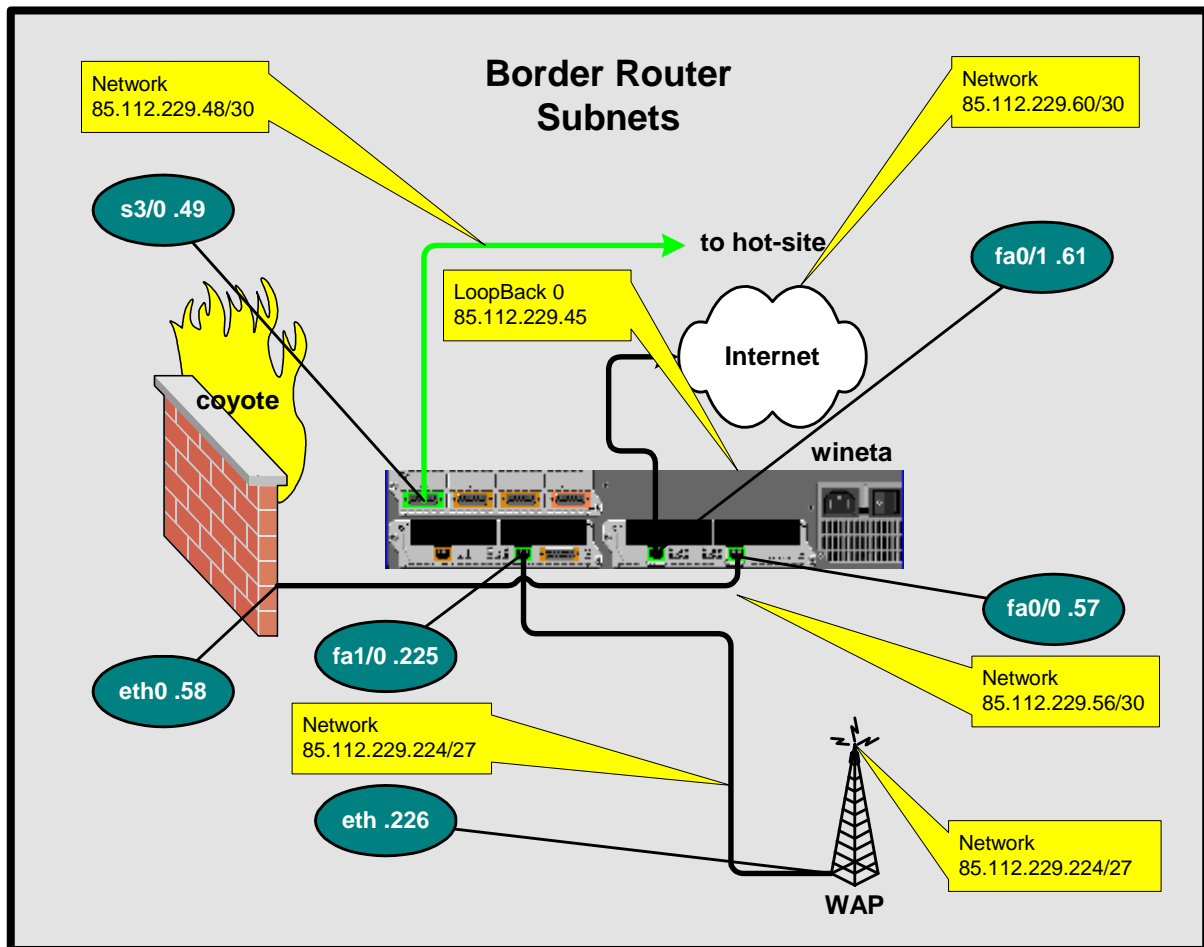 Border Router
Subnets
Network
85.112.229.48/30
Network
85.112.229.60/30
s3/0 .49
to hot-site
fa0/1 .61
LoopBack 0
85.112.229.45
Internet
coyote
wineta
fa0/0 .57
fa1/0 .225
eth0 .58
Network
85.112.229.56/30
Network
85.112.229.224/27
eth .226
Network
85.112.229.224/27
WAP